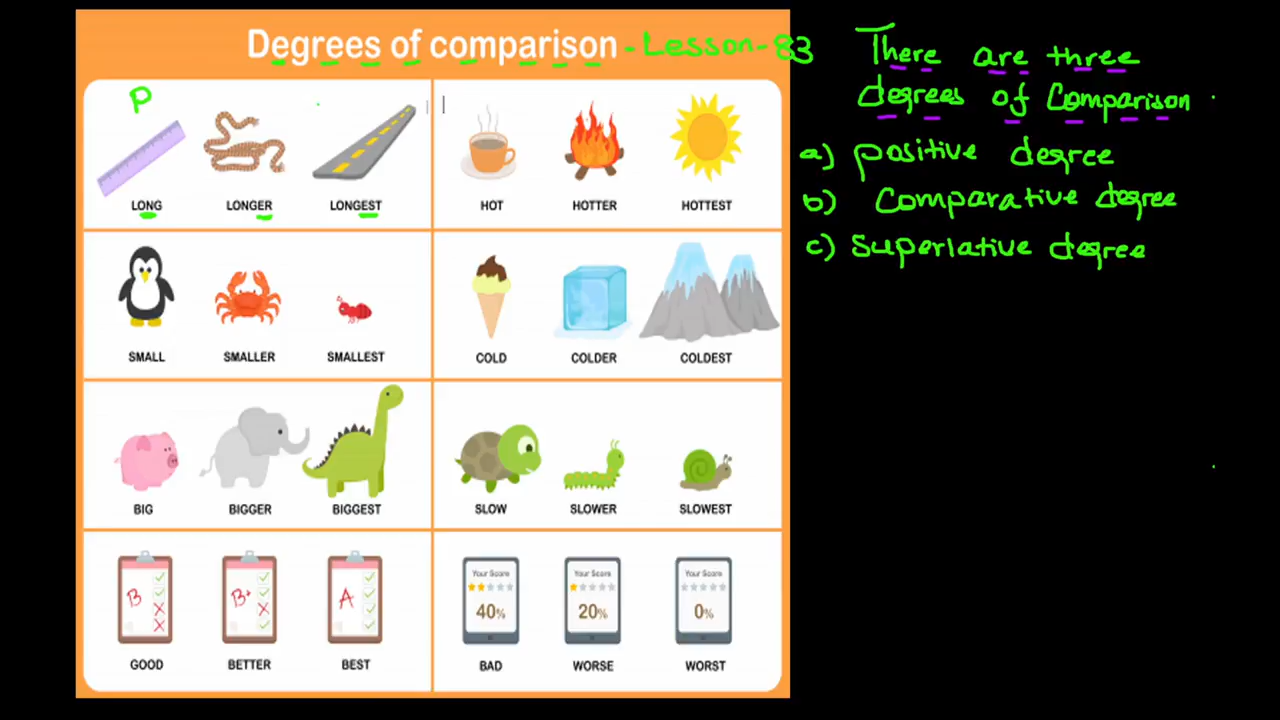 Degrees of comparison - Lesson - 83
P
LONG LONGER LONGEST
HOT HOTTER HOTTEST
SMALL SMALLER SMALLEST
COLD COLDER COLDEST
BIG BIGGER BIGGEST
SLOW SLOWER SLOWEST
B B+ A
GOOD BETTER BEST
Your Score Your Score Your Score
40% 20% 0%
BAD WORSE WORST
There are three
degrees of Comparison
a) positive degree
b) Comparative degree
c) superlative degree